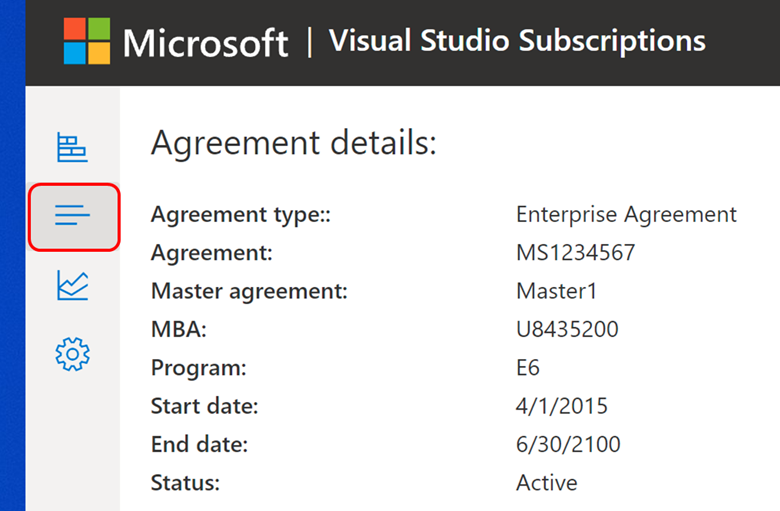 Microsoft | Visual Studio Subscriptions
Agreement details:
Agreement type:: Enterprise Agreement
Agreement: MS1234567
Master agreement: Master1
MBA: U8435200
Program: E6
Start date: 4/1/2015
End date: 6/30/2100
Status: Active